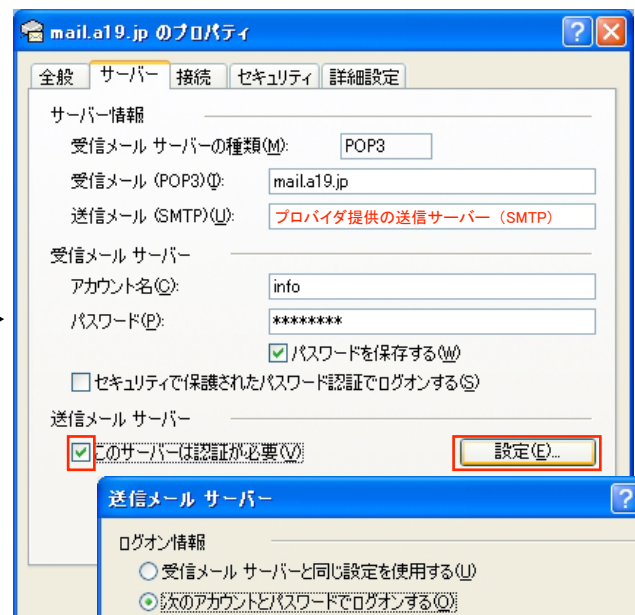 mail.a19.jp のプロパティ
全般 サーバー 接続 セキュリティ 詳細設定
サーバー情報
受信メール サーバーの種類(M): POP3
受信メール (POP3)(I): mail.a19.jp
送信メール (SMTP)(U): プロバイダ提供の送信サーバー（SMTP）
受信メール サーバー
アカウント名(C): info
パスワード(P): ********
パスワードを保存する(W)
セキュリティで保護されたパスワード認証でログオンする(S)
送信メール サーバー
このサーバーは認証が必要(V) 設定(E)...
送信メール サーバー
ログオン情報
受信メール サーバーと同じ設定を使用する(U)
次のアカウントとパスワードでログオンする(O)